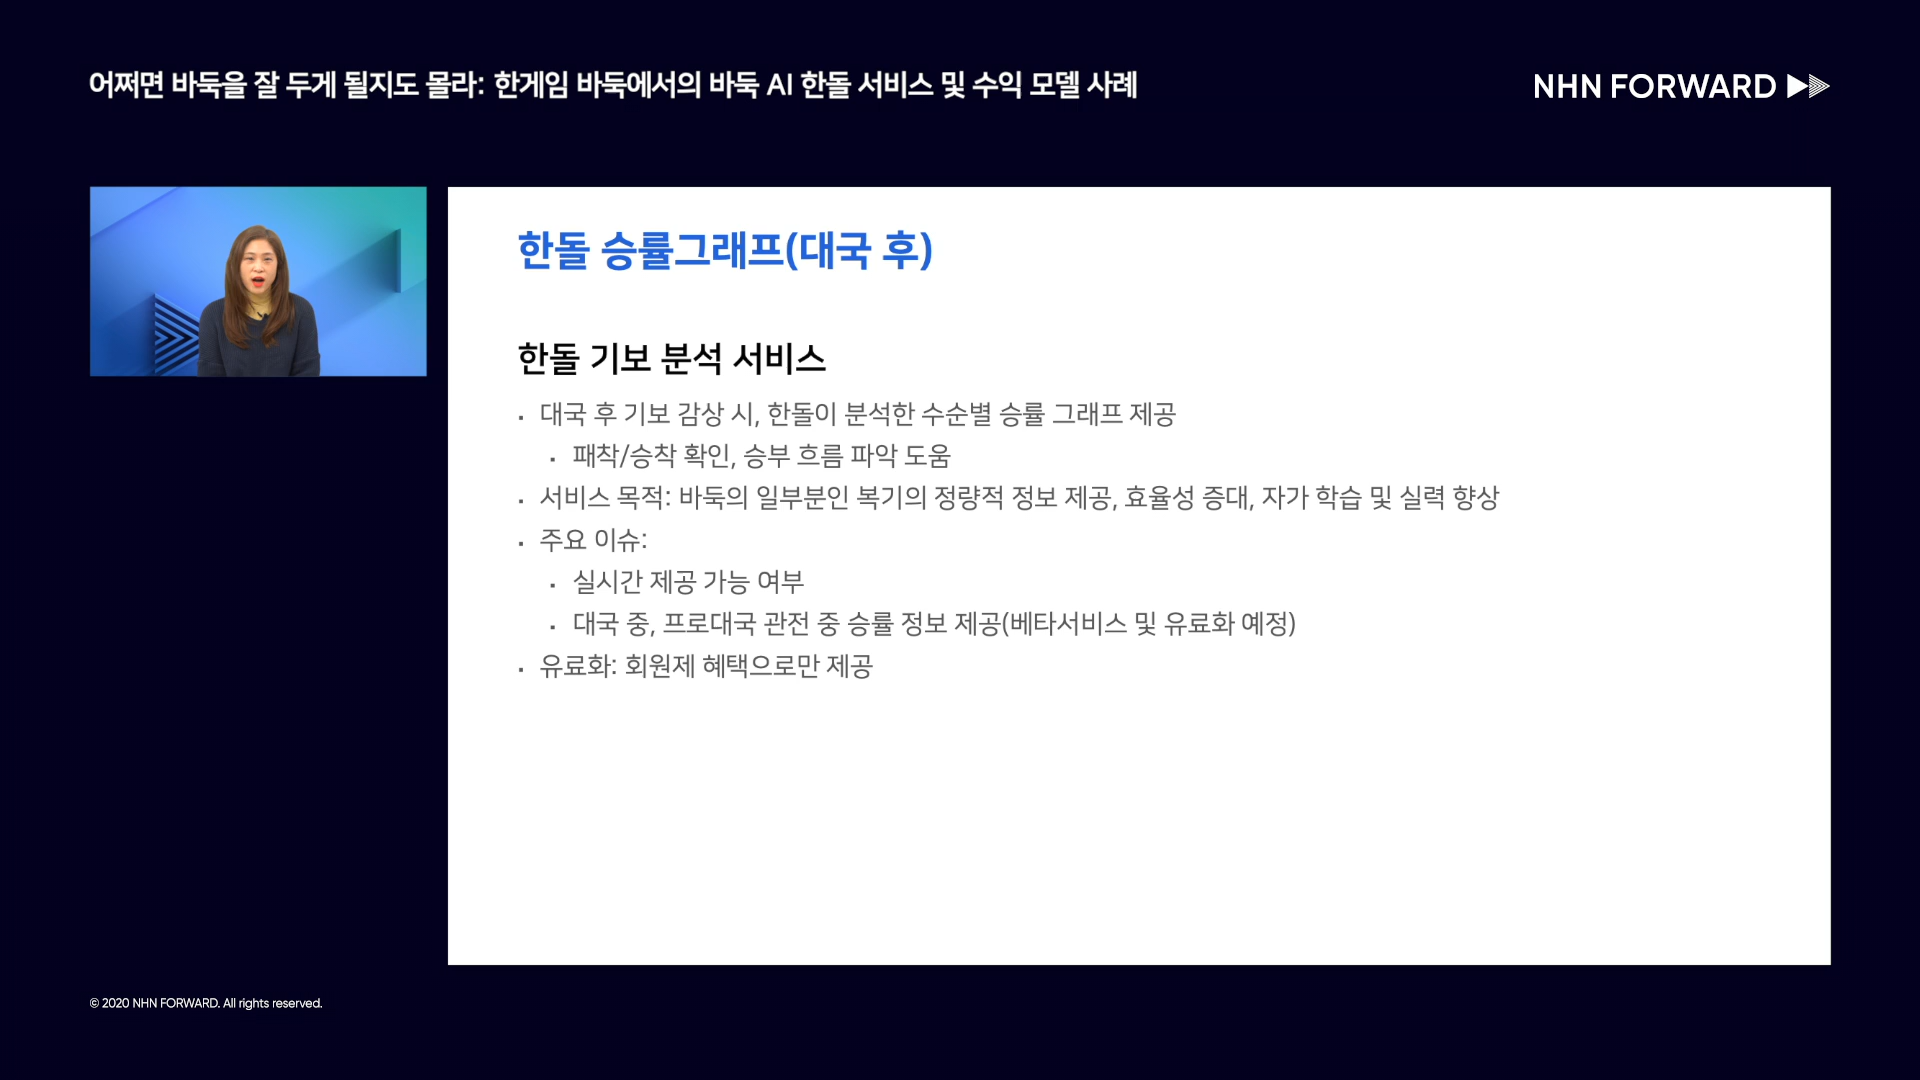 어쩌면 바둑을 잘 두게 될지도 몰라: 한게임 바둑에서의 바둑 AI 한돌 서비스 및 수익 모델 사례
NHN FORWARD
한돌 승률그래프(대국 후)
한돌 기보 분석 서비스
· 대국 후 기보 감상 시, 한돌이 분석한 수순별 승률 그래프 제공
· 패착/승착 확인, 승부 흐름 파악 도움
· 서비스 목적: 바둑의 일부분인 복기의 정량적 정보 제공, 효율성 증대, 자가 학습 및 실력 향상
· 주요 이슈:
· 실시간 제공 가능 여부
· 대국 중, 프로대국 관전 중 승률 정보 제공(베타서비스 및 유료화 예정)
· 유료화: 회원제 혜택으로만 제공
© 2020 NHN FORWARD. All rights reserved.